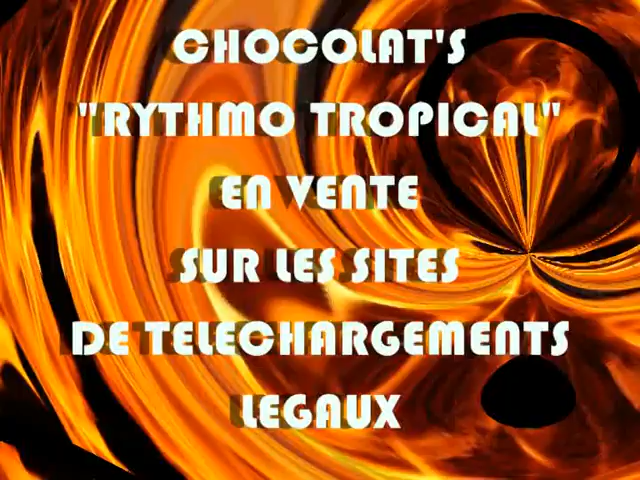 CHOCOLAT'S
"RYTHMO TROPICAL"
EN VENTE
SUR LES SITES
DE TELECHARGEMENTS
LEGAUX